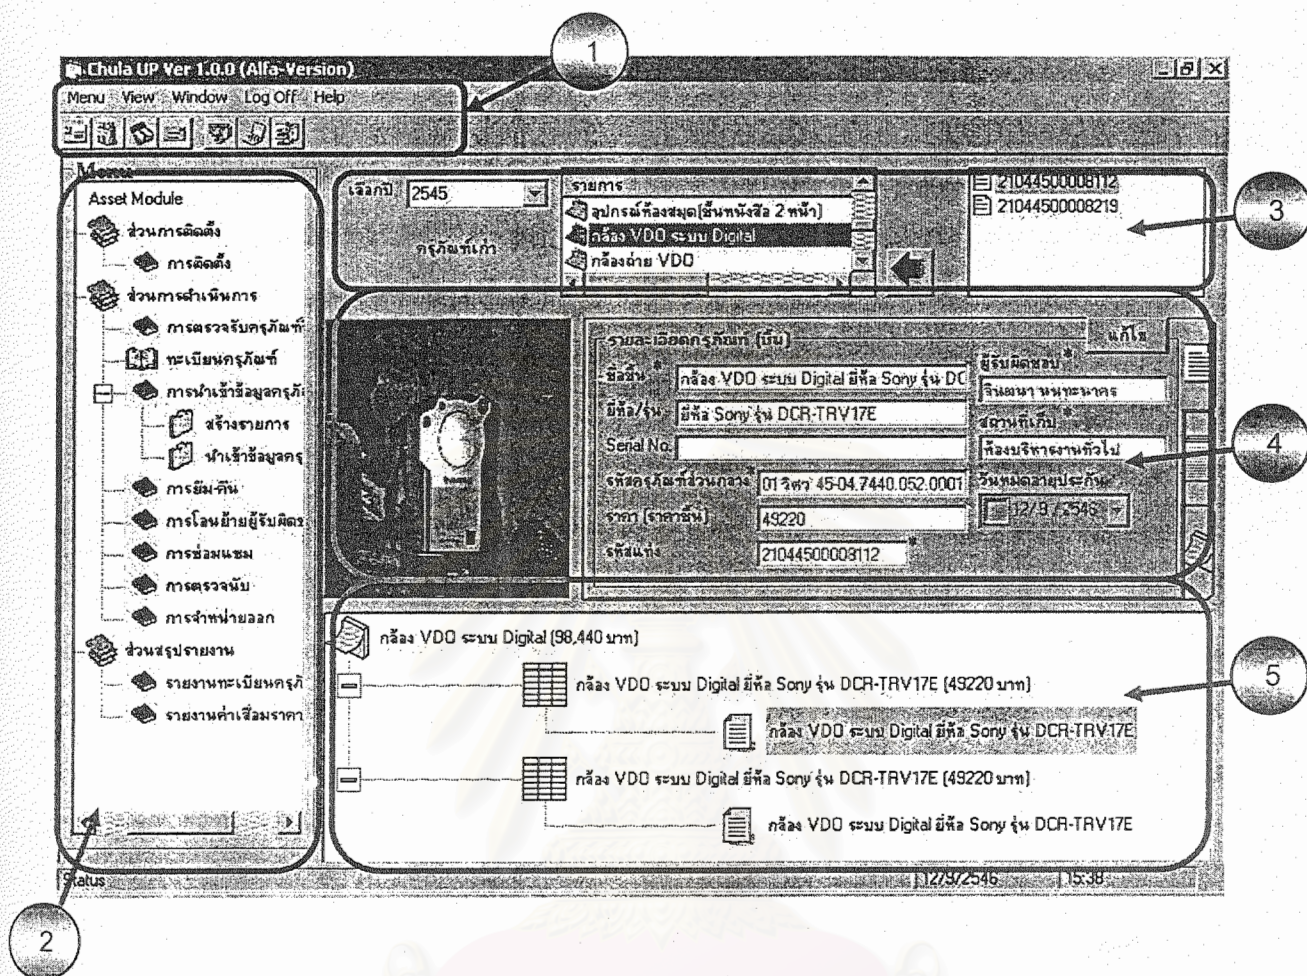 1
Chula UP Ver 1.0.0 (Alfa-Version)
Menu View Window Log Off Help
Menu
Asset Module
ส่วนการติดตั้ง
การติดตั้ง
ส่วนการดำเนินการ
การตรวจรับครุภัณฑ์
ทะเบียนครุภัณฑ์
การนำเข้าข้อมูลครุภั
สร้างรายการ
นำเข้าข้อมูลครุ
การยืม-คืน
การโอนย้ายผู้รับผิดช
การซ่อมแซม
การตรวจนับ
การจำหน่ายออก
ส่วนสรุปรายงาน
รายงานทะเบียนครุภั
รายงานค่าเสื่อมราคา
2
เลือกปี 2545
ครุภัณฑ์เก่า
รายการ
อุปกรณ์ห้องสมุด(ชั้นหนังสือ 2 หน้า)
กล้อง VDO ระบบ Digital
กล้องถ่าย VDO
21044500008112
21044500008219
3
รายละเอียดครุภัณฑ์ (ชิ้น)
แก้ไข
ชื่อชิ้น * กล้อง VDO ระบบ Digital ยี่ห้อ Sony รุ่น DC
ยี่ห้อ/รุ่น ยี่ห้อ Sony รุ่น DCR-TRV17E
Serial No.
รหัสครุภัณฑ์ส่วนกลาง * 01 วิศว 45-04.7440.052.0001
ราคา (ราคาชิ้น) 49220
รหัสแท่ง 21044500008112 *
ผู้รับผิดชอบ *
สถานที่เก็บ *
ห้องบริหารงานทั่วไป
วันหมดอายุประกัน
12/9/2546
4
กล้อง VDO ระบบ Digital (98,440 บาท)
กล้อง VDO ระบบ Digital ยี่ห้อ Sony รุ่น DCR-TRV17E (49220 บาท)
กล้อง VDO ระบบ Digital ยี่ห้อ Sony รุ่น DCR-TRV17E
กล้อง VDO ระบบ Digital ยี่ห้อ Sony รุ่น DCR-TRV17E (49220 บาท)
กล้อง VDO ระบบ Digital ยี่ห้อ Sony รุ่น DCR-TRV17E
5
Status 12/9/2546 15:38